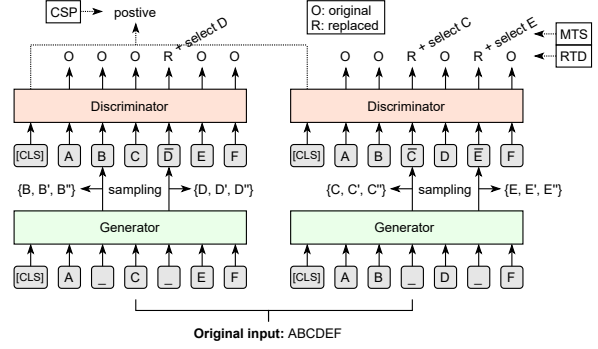 CSP
postive
O: original
R: replaced
MTS
RTD
O O O R + select D O O
O O R + select C O R + select E O
Discriminator
Discriminator
[CLS] A B C D̅ E F
[CLS] A B C̅ D E̅ F
{B, B', B"} sampling {D, D', D"}
{C, C', C"} sampling {E, E', E"}
Generator
Generator
[CLS] A _ C _ E F
[CLS] A B _ D _ F
Original input: ABCDEF